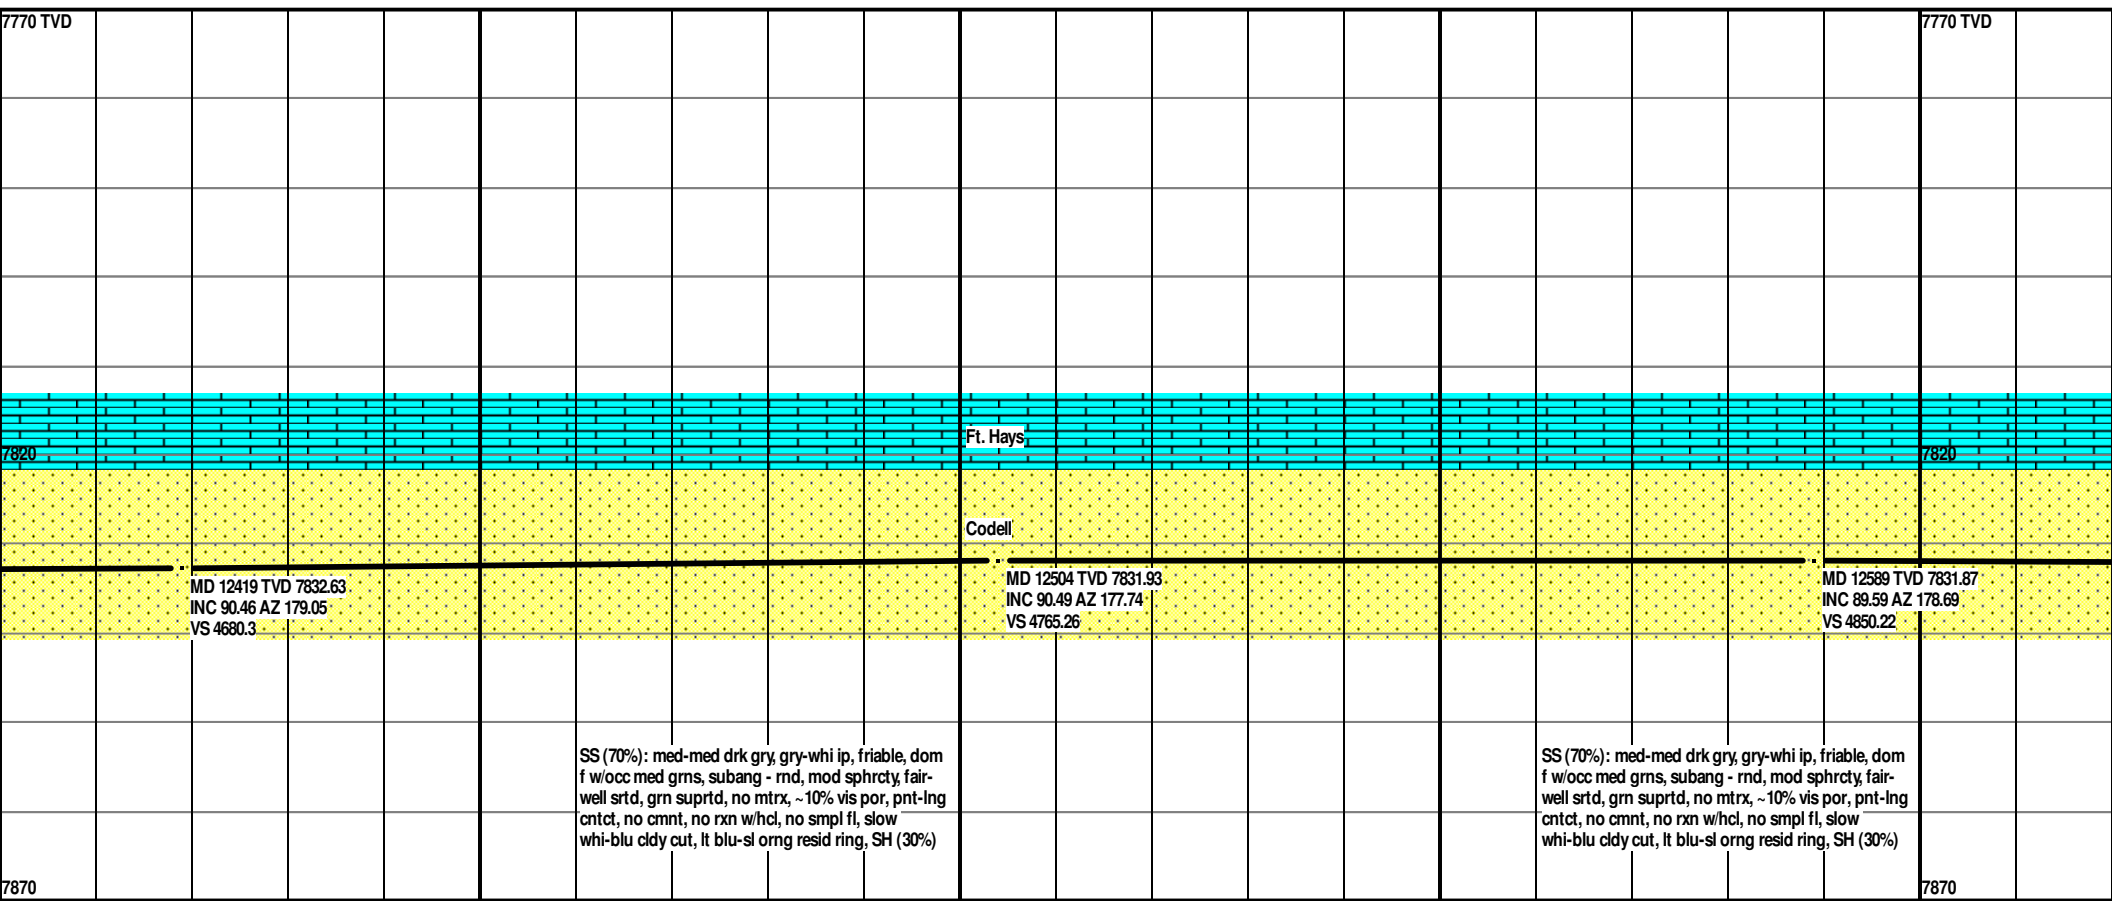 7770 TVD
7770 TVD
Ft. Hays
7820
7820
Codell
MD 12419 TVD 7832.63
INC 90.46 AZ 179.05
VS 4680.3
MD 12504 TVD 7831.93
INC 90.49 AZ 177.74
VS 4765.26
MD 12589 TVD 7831.87
INC 89.59 AZ 178.69
VS 4850.22
SS (70%): med-med drk gry, gry-whi ip, friable, dom
f w/occ med grns, subang - rnd, mod sphrcty, fair-
well srtd, grn suprtd, no mtrx, ~10% vis por, pnt-lng
cntct, no cmnt, no rxn w/hcl, no smpl fl, slow
whi-blu cldy cut, lt blu-sl orng resid ring, SH (30%)
SS (70%): med-med drk gry, gry-whi ip, friable, dom
f w/occ med grns, subang - rnd, mod sphrcty, fair-
well srtd, grn suprtd, no mtrx, ~10% vis por, pnt-lng
cntct, no cmnt, no rxn w/hcl, no smpl fl, slow
whi-blu cldy cut, lt blu-sl orng resid ring, SH (30%)
7870
7870